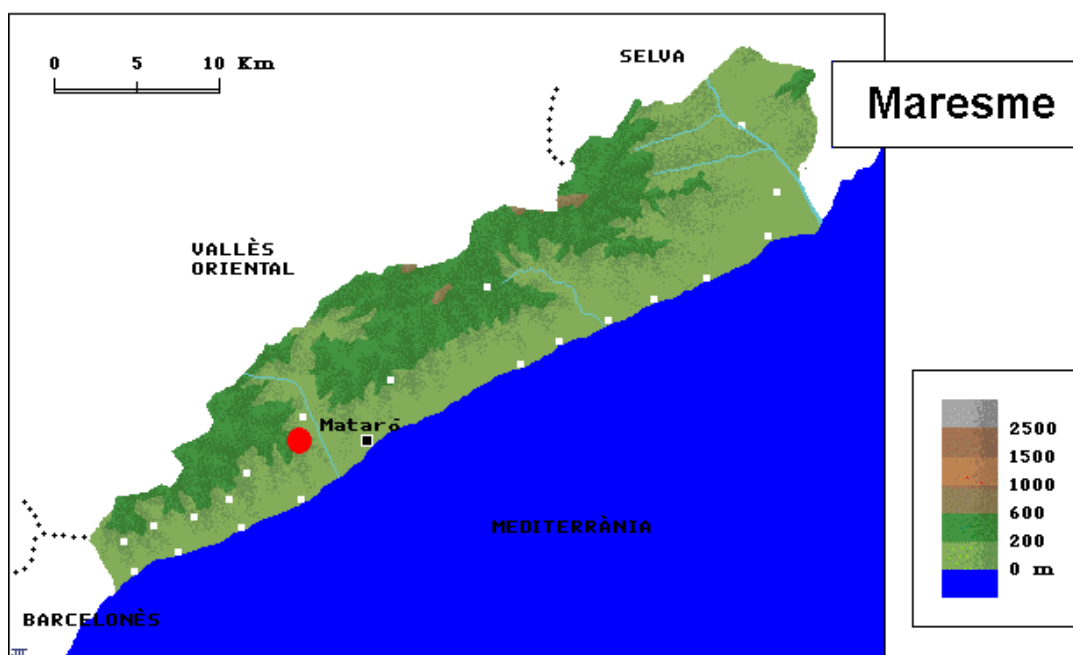 0 5 10 Km
SELVA
Maresme
VALLÈS
ORIENTAL
Mataró
MEDITERRÀNIA
BARCELONÈS
2500
1500
1000
600
200
0 m